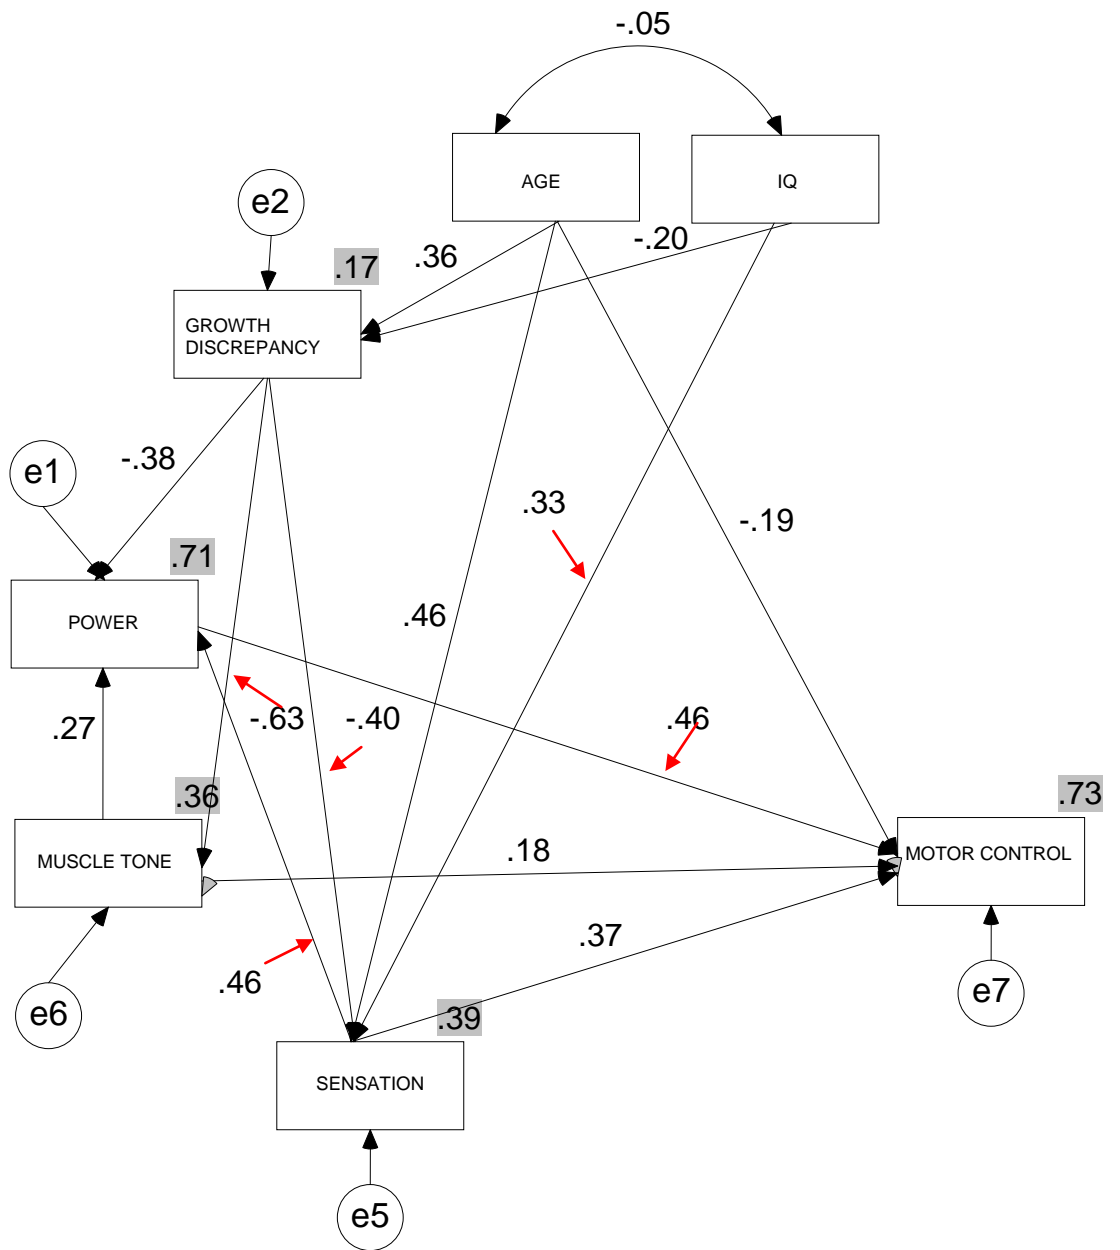 -.05
AGE
IQ
e2
.17
.36
-.20
GROWTH
DISCREPANCY
-.38
e1
.33
-.19
.71
.46
POWER
.27
-.63
-.40
.46
.36
.73
MUSCLE TONE
.18
MOTOR CONTROL
.37
.46
e6
.39
e7
SENSATION
e5